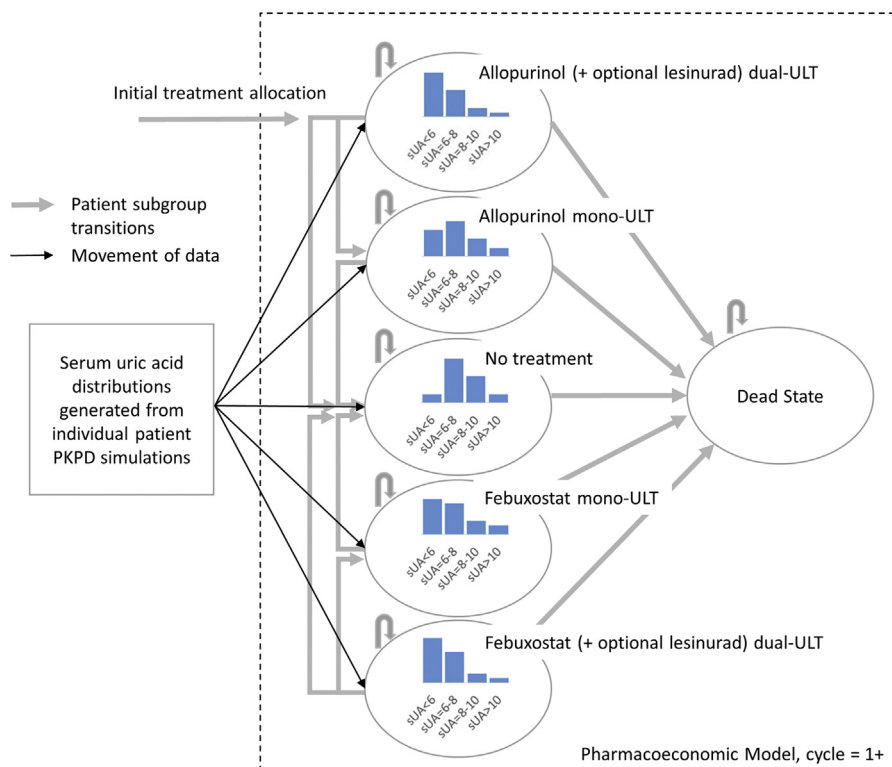 Allopurinol (+ optional lesinurad) dual-ULT
Initial treatment allocation
sUA<6
sUA=6-8
sUA=8-10
sUA>10
Patient subgroup
transitions
Movement of data
Allopurinol mono-ULT
sUA<6
sUA=6-8
sUA=8-10
sUA>10
Serum uric acid
distributions
generated from
individual patient
PKPD simulations
No treatment
sUA<6
sUA=6-8
sUA=8-10
sUA>10
Dead State
Febuxostat mono-ULT
sUA<6
sUA=6-8
sUA=8-10
sUA>10
Febuxostat (+ optional lesinurad) dual-ULT
sUA<6
sUA=6-8
sUA=8-10
sUA>10
Pharmacoeconomic Model, cycle = 1+